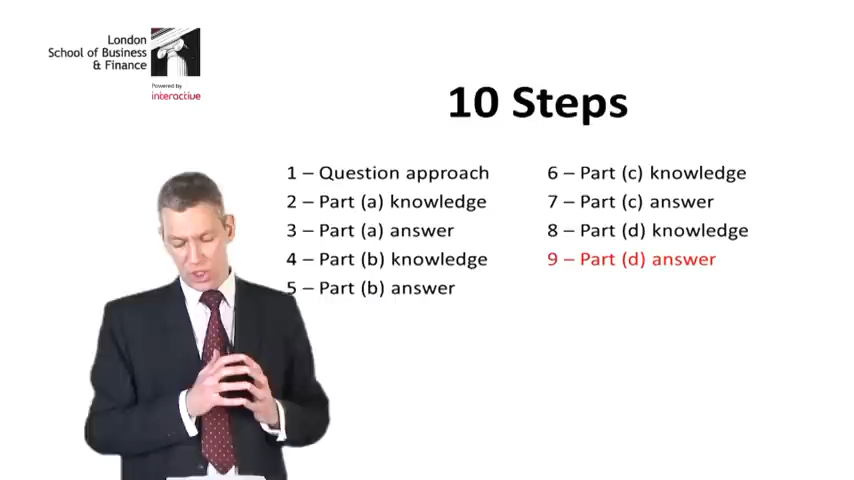 London
School of Business
& Finance
Powered by
interactive
10 Steps
1 – Question approach
2 – Part (a) knowledge
3 – Part (a) answer
4 – Part (b) knowledge
5 – Part (b) answer
6 – Part (c) knowledge
7 – Part (c) answer
8 – Part (d) knowledge
9 – Part (d) answer